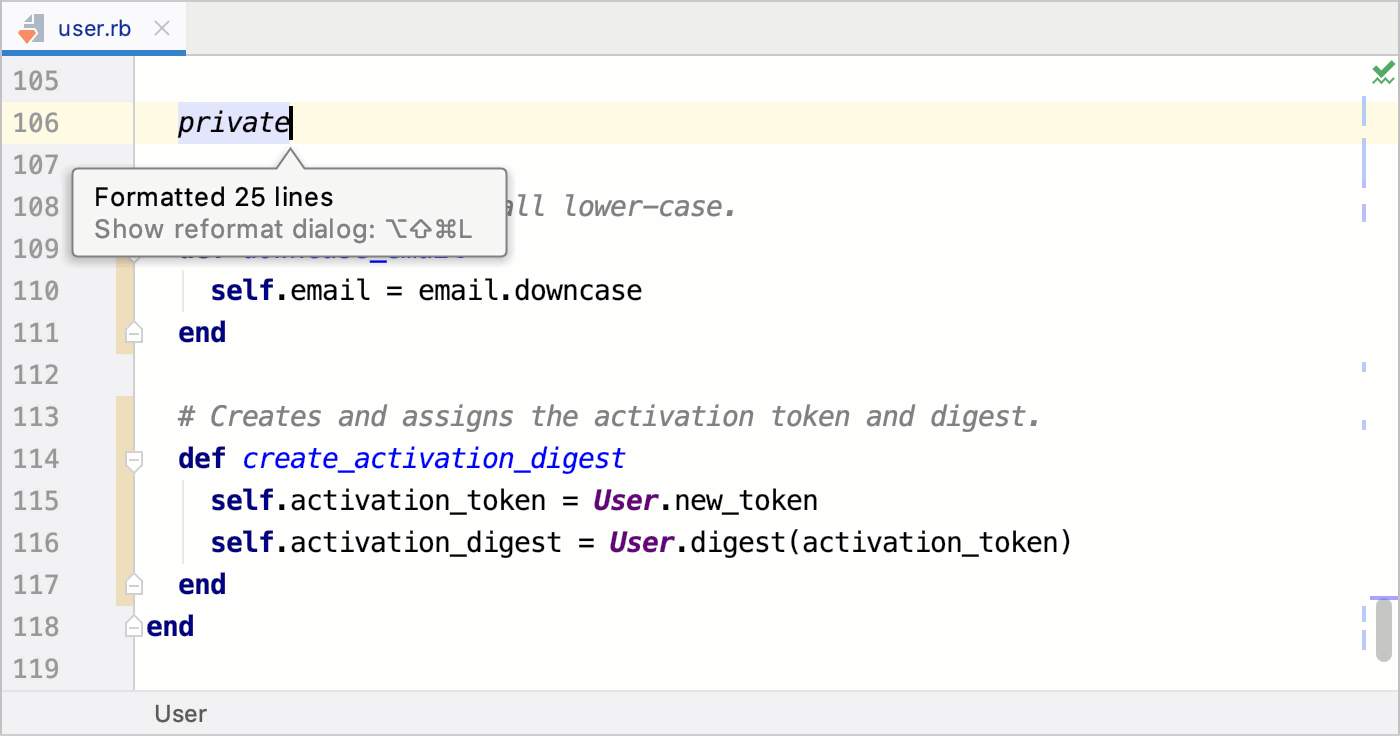 user.rb
105
106 private
107
108 all lower-case.
109
110 self.email = email.downcase
111 end
112
113 # Creates and assigns the activation token and digest.
114 def create_activation_digest
115 self.activation_token = User.new_token
116 self.activation_digest = User.digest(activation_token)
117 end
118 end
119
Formatted 25 lines
Show reformat dialog: ⌥⇧⌘L
User